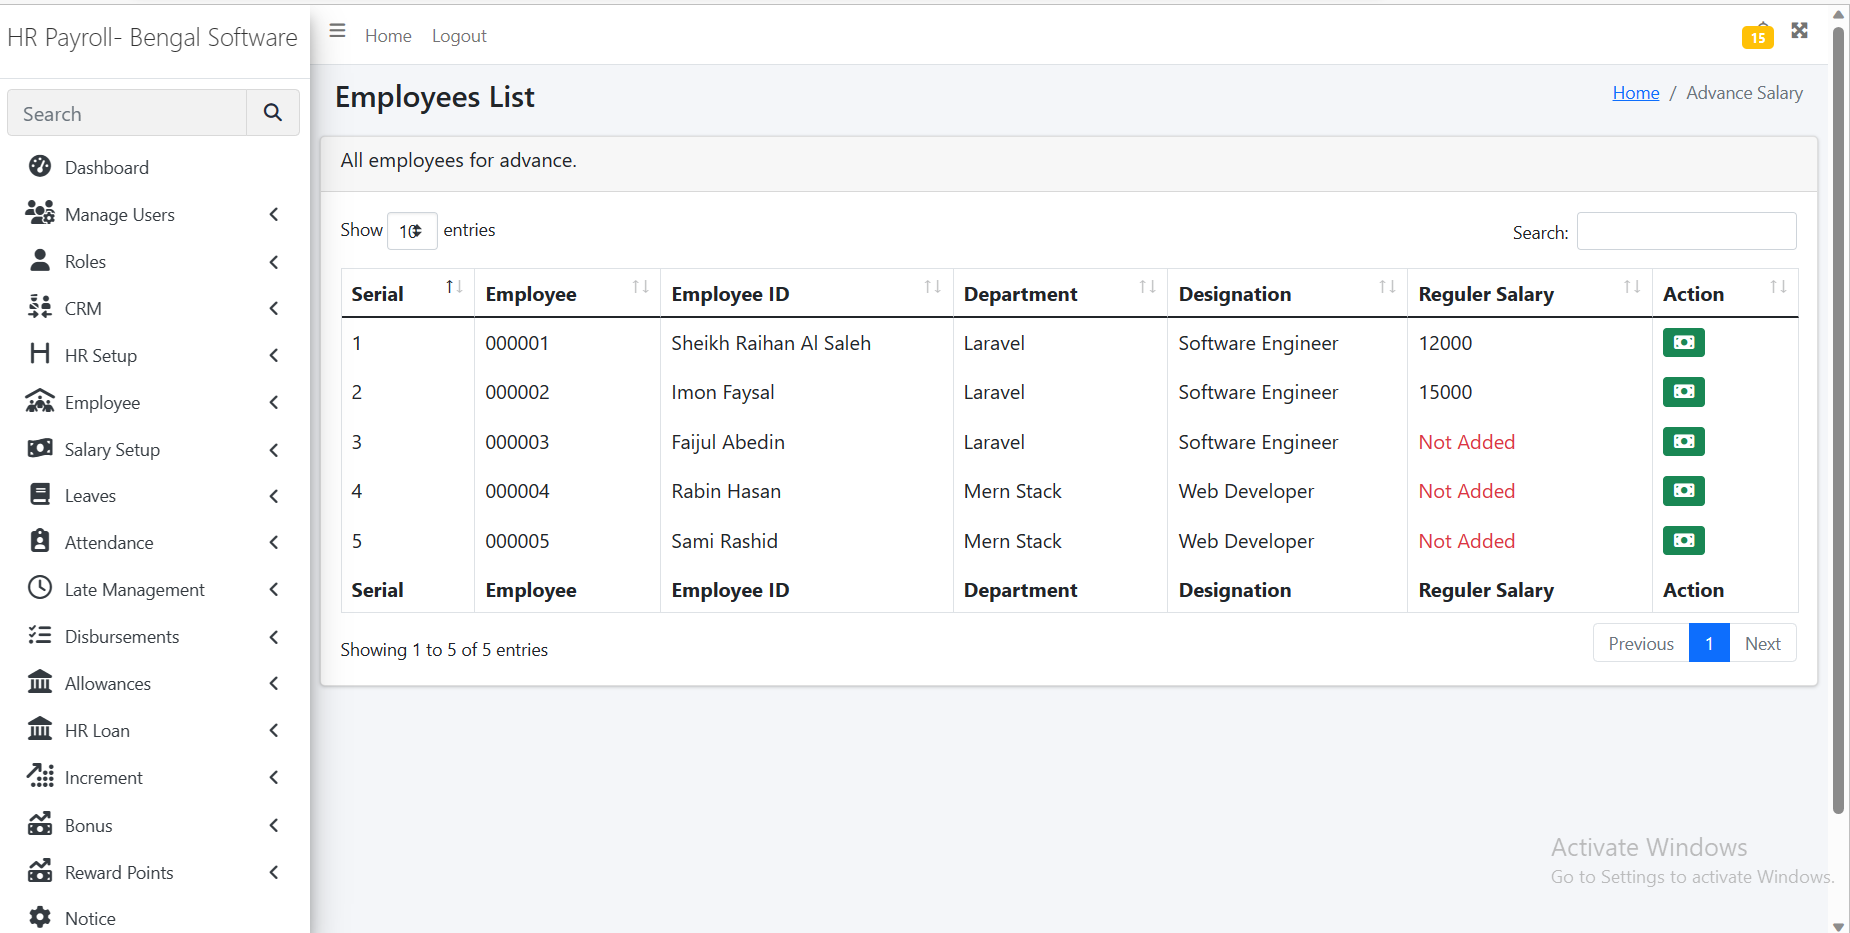 HR Payroll- Bengal Software
Home Logout
15
Search
Employees List
Home / Advance Salary
All employees for advance.
Show 10 entries
Search:
Serial Employee Employee ID Department Designation Reguler Salary Action
1 000001 Sheikh Raihan Al Saleh Laravel Software Engineer 12000
2 000002 Imon Faysal Laravel Software Engineer 15000
3 000003 Faijul Abedin Laravel Software Engineer Not Added
4 000004 Rabin Hasan Mern Stack Web Developer Not Added
5 000005 Sami Rashid Mern Stack Web Developer Not Added
Serial Employee Employee ID Department Designation Reguler Salary Action
Showing 1 to 5 of 5 entries
Previous 1 Next
Dashboard
Manage Users
Roles
CRM
HR Setup
Employee
Salary Setup
Leaves
Attendance
Late Management
Disbursements
Allowances
HR Loan
Increment
Bonus
Reward Points
Notice
Activate Windows
Go to Settings to activate Windows.